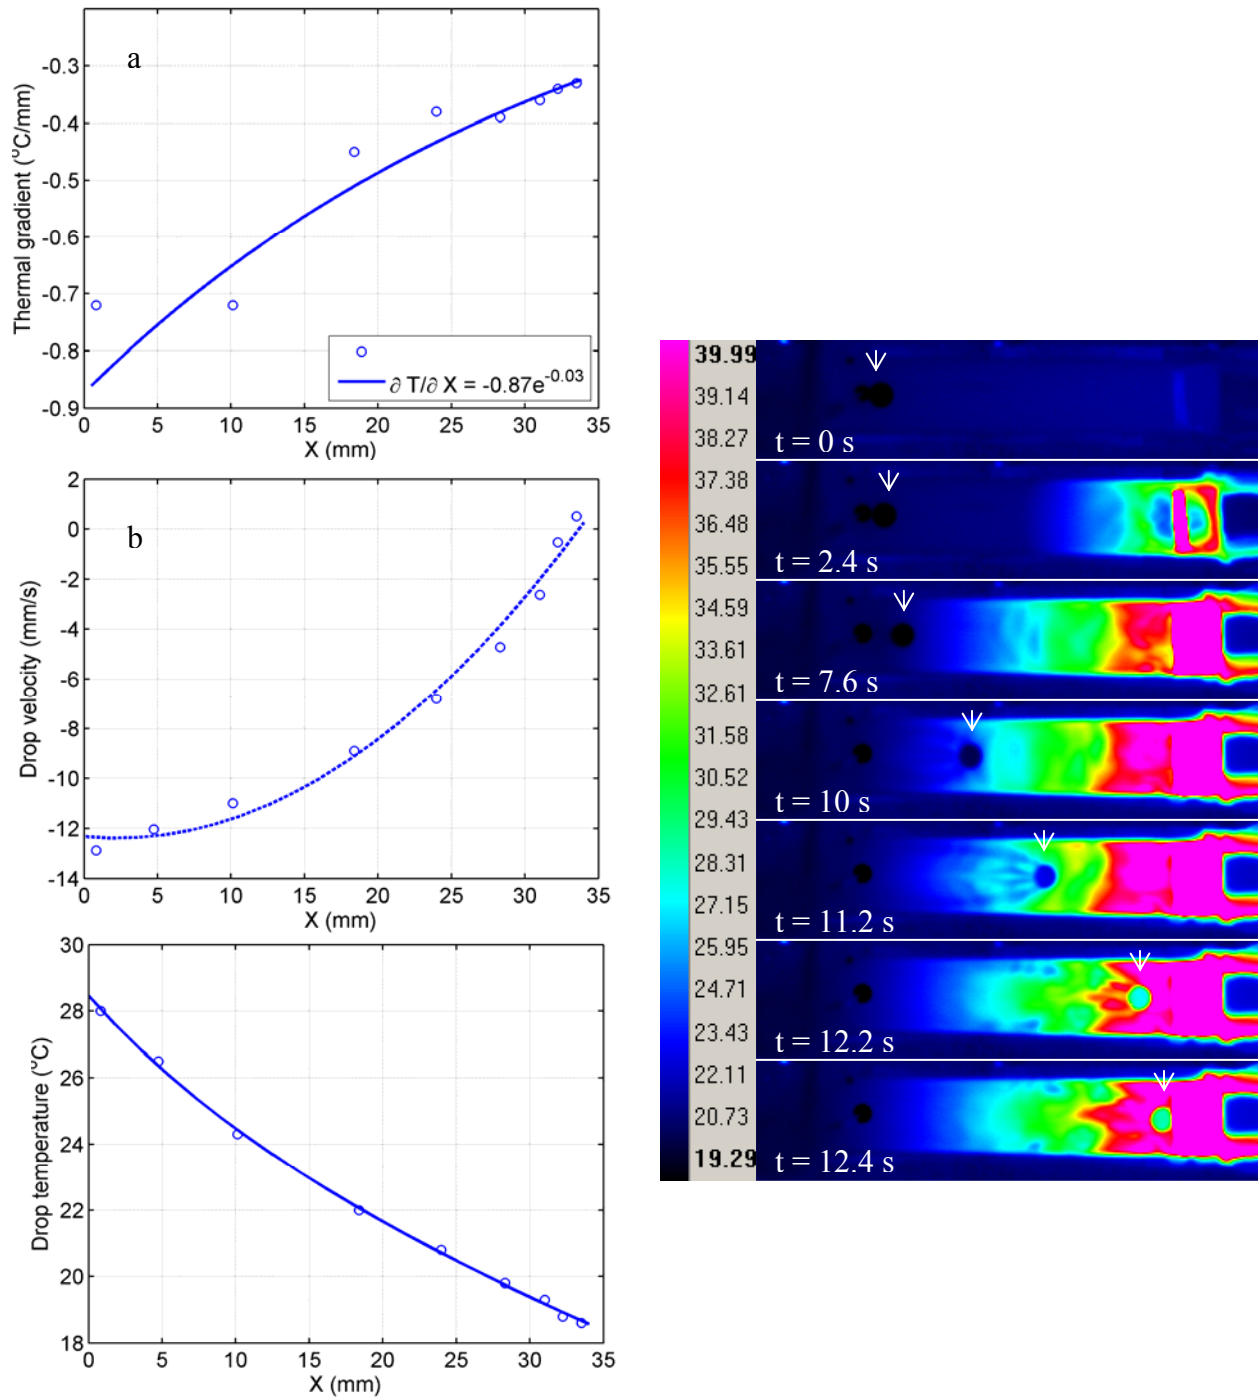 a
-0.3
-0.4
-0.5
-0.6
-0.7
-0.8
-0.9
Thermal gradient (°C/mm)
∂ T/∂ X = -0.87e-0.03
0 5 10 15 20 25 30 35
X (mm)
b
2
0
-2
-4
-6
-8
-10
-12
-14
Drop velocity (mm/s)
0 5 10 15 20 25 30 35
X (mm)
30
28
26
24
22
20
18
Drop temperature (°C)
0 5 10 15 20 25 30 35
X (mm)
39.99
39.14
38.27
37.38
36.48
35.55
34.59
33.61
32.61
31.58
30.52
29.43
28.31
27.15
25.95
24.71
23.43
22.11
20.73
19.29
t = 0 s
t = 2.4 s
t = 7.6 s
t = 10 s
t = 11.2 s
t = 12.2 s
t = 12.4 s